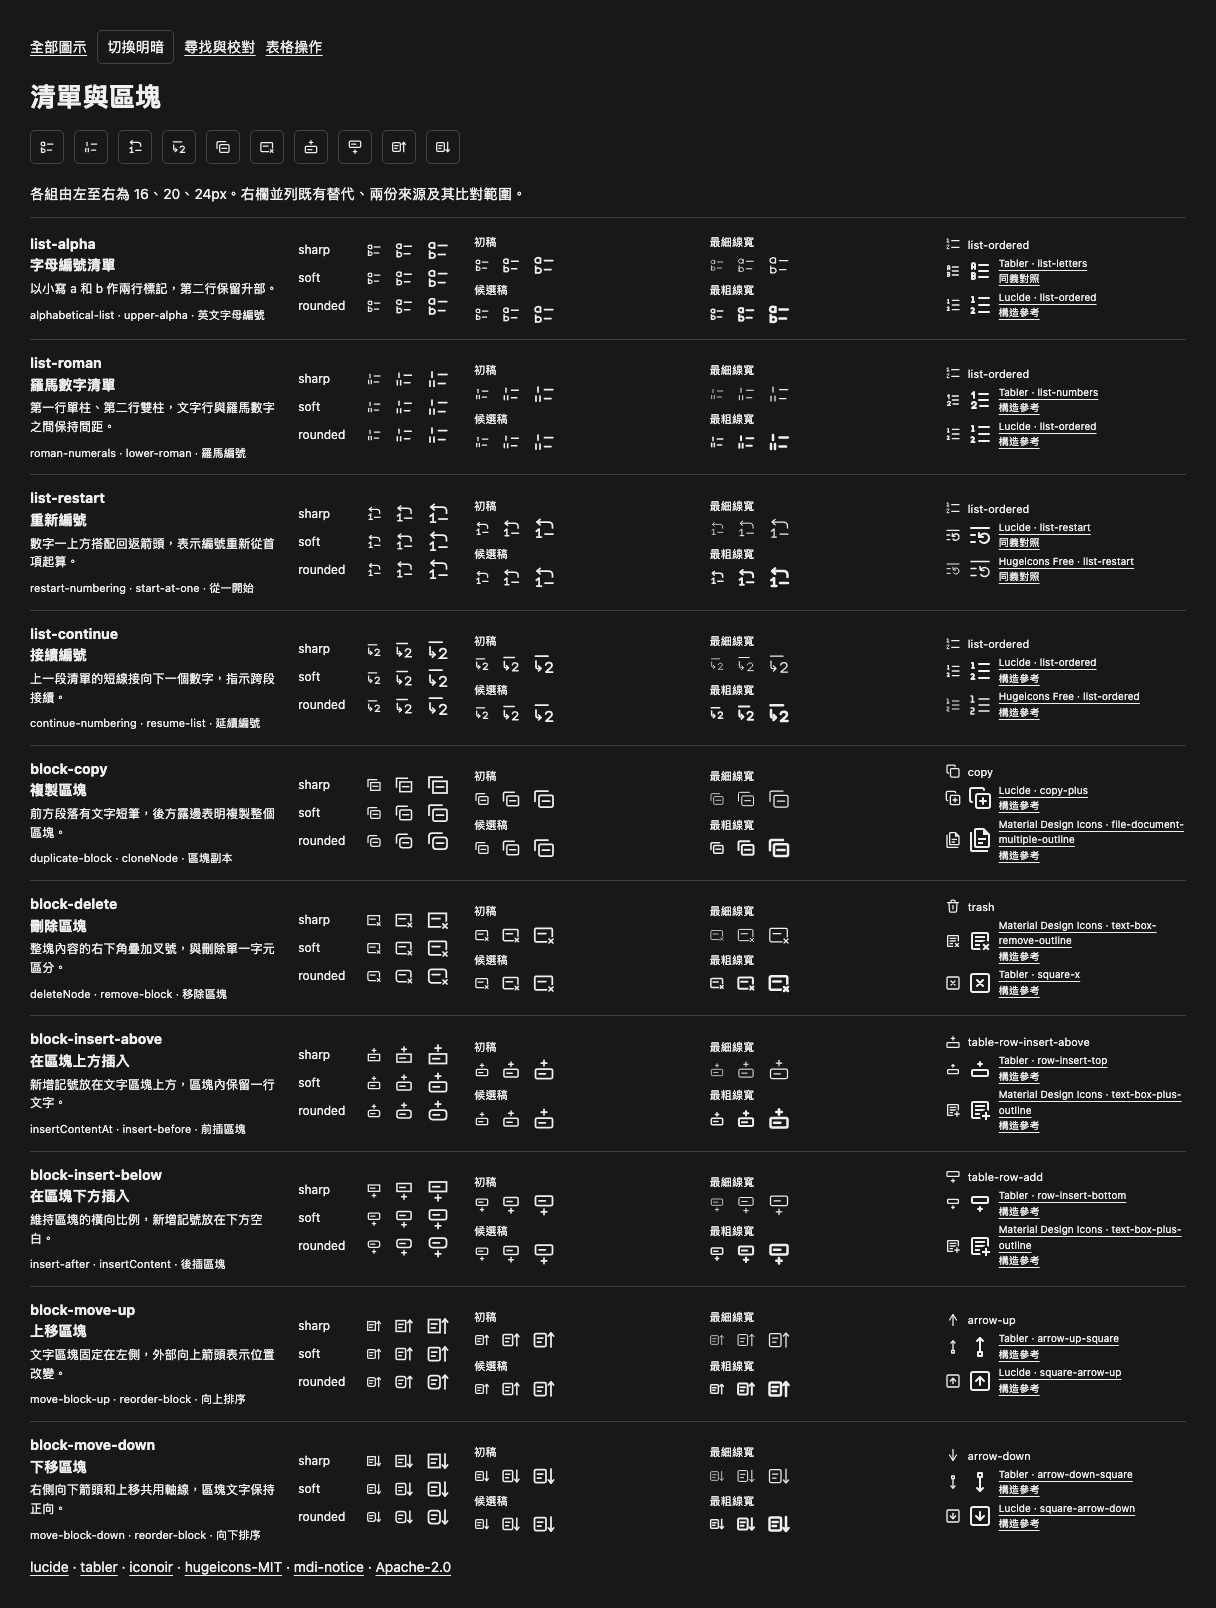 全部圖示 切換明暗 尋找與校對 表格操作
清單與區塊
各組由左至右為 16、20、24px。右欄並列既有替代、兩份來源及其比對範圍。
list-alpha
字母編號清單
以小寫 a 和 b 作兩行標記，第二行保留升部。
alphabetical-list · upper-alpha · 英文字母編號
sharp
soft
rounded
初稿
候選稿
最細線寬
最粗線寬
list-ordered
Tabler · list-letters
同義對照
Lucide · list-ordered
構造參考
list-roman
羅馬數字清單
第一行單柱、第二行雙柱，文字行與羅馬數字
之間保持間距。
roman-numerals · lower-roman · 羅馬編號
sharp
soft
rounded
初稿
候選稿
最細線寬
最粗線寬
list-ordered
Tabler · list-numbers
構造參考
Lucide · list-ordered
構造參考
list-restart
重新編號
數字一上方搭配回返箭頭，表示編號重新從首
項起算。
restart-numbering · start-at-one · 從一開始
sharp
soft
rounded
初稿
候選稿
最細線寬
最粗線寬
list-ordered
Lucide · list-restart
同義對照
Hugeicons Free · list-restart
同義對照
list-continue
接續編號
上一段清單的短線接向下一個數字，指示跨段
接續。
continue-numbering · resume-list · 延續編號
sharp
soft
rounded
初稿
候選稿
最細線寬
最粗線寬
list-ordered
Lucide · list-ordered
構造參考
Hugeicons Free · list-ordered
構造參考
block-copy
複製區塊
前方段落有文字短筆，後方露邊表明複製整個
區塊。
duplicate-block · cloneNode · 區塊副本
sharp
soft
rounded
初稿
候選稿
最細線寬
最粗線寬
copy
Lucide · copy-plus
構造參考
Material Design Icons · file-document-
multiple-outline
構造參考
block-delete
刪除區塊
整塊內容的右下角疊加叉號，與刪除單一字元
區分。
deleteNode · remove-block · 移除區塊
sharp
soft
rounded
初稿
候選稿
最細線寬
最粗線寬
trash
Material Design Icons · text-box-
remove-outline
構造參考
Tabler · square-x
構造參考
block-insert-above
在區塊上方插入
新增記號放在文字區塊上方，區塊內保留一行
文字。
insertContentAt · insert-before · 前插區塊
sharp
soft
rounded
初稿
候選稿
最細線寬
最粗線寬
table-row-insert-above
Tabler · row-insert-top
構造參考
Material Design Icons · text-box-plus-
outline
構造參考
block-insert-below
在區塊下方插入
維持區塊的橫向比例，新增記號放在下方空
白。
insert-after · insertContent · 後插區塊
sharp
soft
rounded
初稿
候選稿
最細線寬
最粗線寬
table-row-add
Tabler · row-insert-bottom
構造參考
Material Design Icons · text-box-plus-
outline
構造參考
block-move-up
上移區塊
文字區塊固定在左側，外部向上箭頭表示位置
改變。
move-block-up · reorder-block · 向上排序
sharp
soft
rounded
初稿
候選稿
最細線寬
最粗線寬
arrow-up
Tabler · arrow-up-square
構造參考
Lucide · square-arrow-up
構造參考
block-move-down
下移區塊
右側向下箭頭和上移共用軸線，區塊文字保持
正向。
move-block-down · reorder-block · 向下排序
sharp
soft
rounded
初稿
候選稿
最細線寬
最粗線寬
arrow-down
Tabler · arrow-down-square
構造參考
Lucide · square-arrow-down
構造參考
lucide · tabler · iconoir · hugeicons-MIT · mdi-notice · Apache-2.0